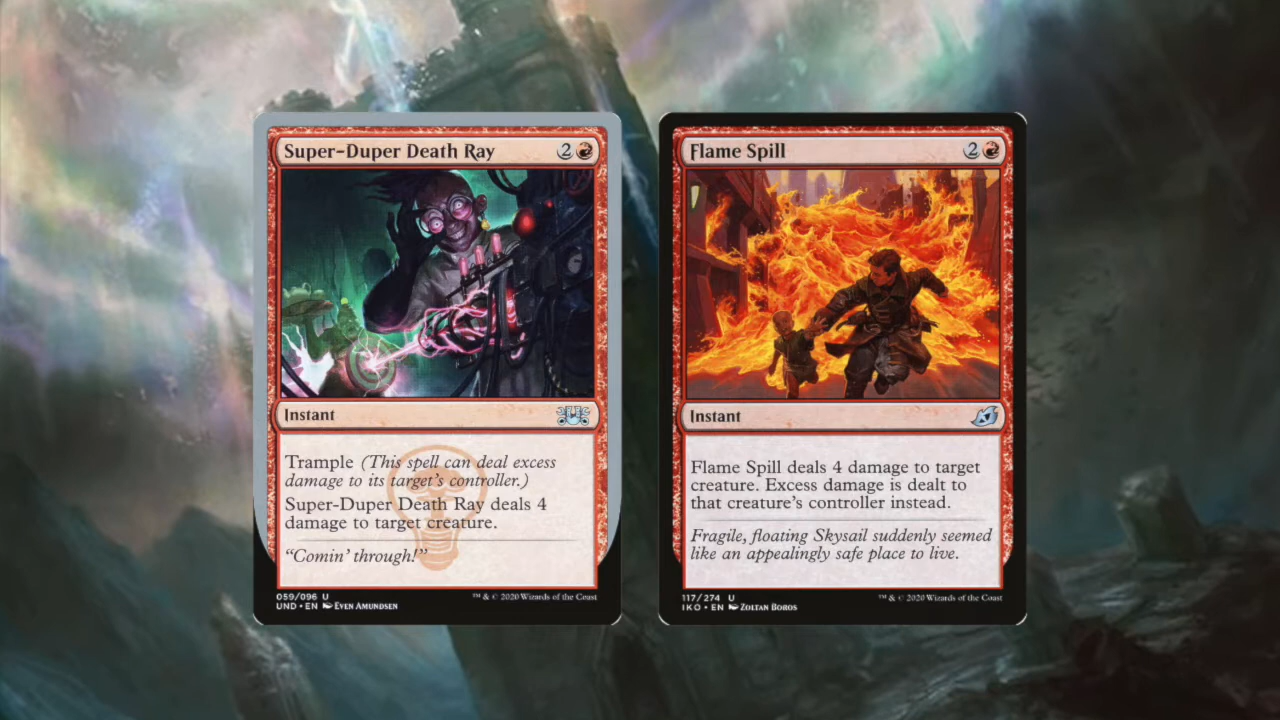 Super-Duper Death Ray 2
Instant
Trample (This spell can deal excess
damage to its target's controller.)
Super-Duper Death Ray deals 4
damage to target creature.
"Comin' through!"
059/096 U
UND • EN Even Amundsen
™ & © 2020 Wizards of the Coast
Flame Spill 2
Instant
Flame Spill deals 4 damage to target
creature. Excess damage is dealt to
that creature's controller instead.
Fragile, floating Skysail suddenly seemed
like an appealingly safe place to live.
117/274 U
IKO • EN Zoltan Boros
™ & © 2020 Wizards of the Coast